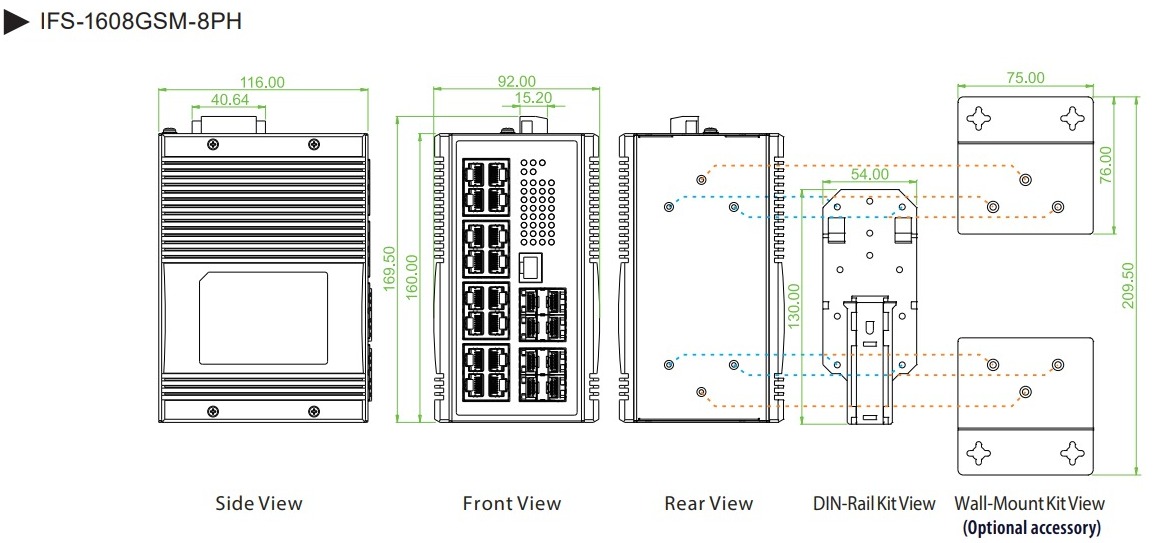 IFS-1608GSM-8PH
116.00
40.64
92.00
15.20
75.00
76.00
54.00
169.50
160.00
130.00
209.50
Side View
Front View
Rear View
DIN-Rail Kit View
Wall-Mount Kit View
(Optional accessory)